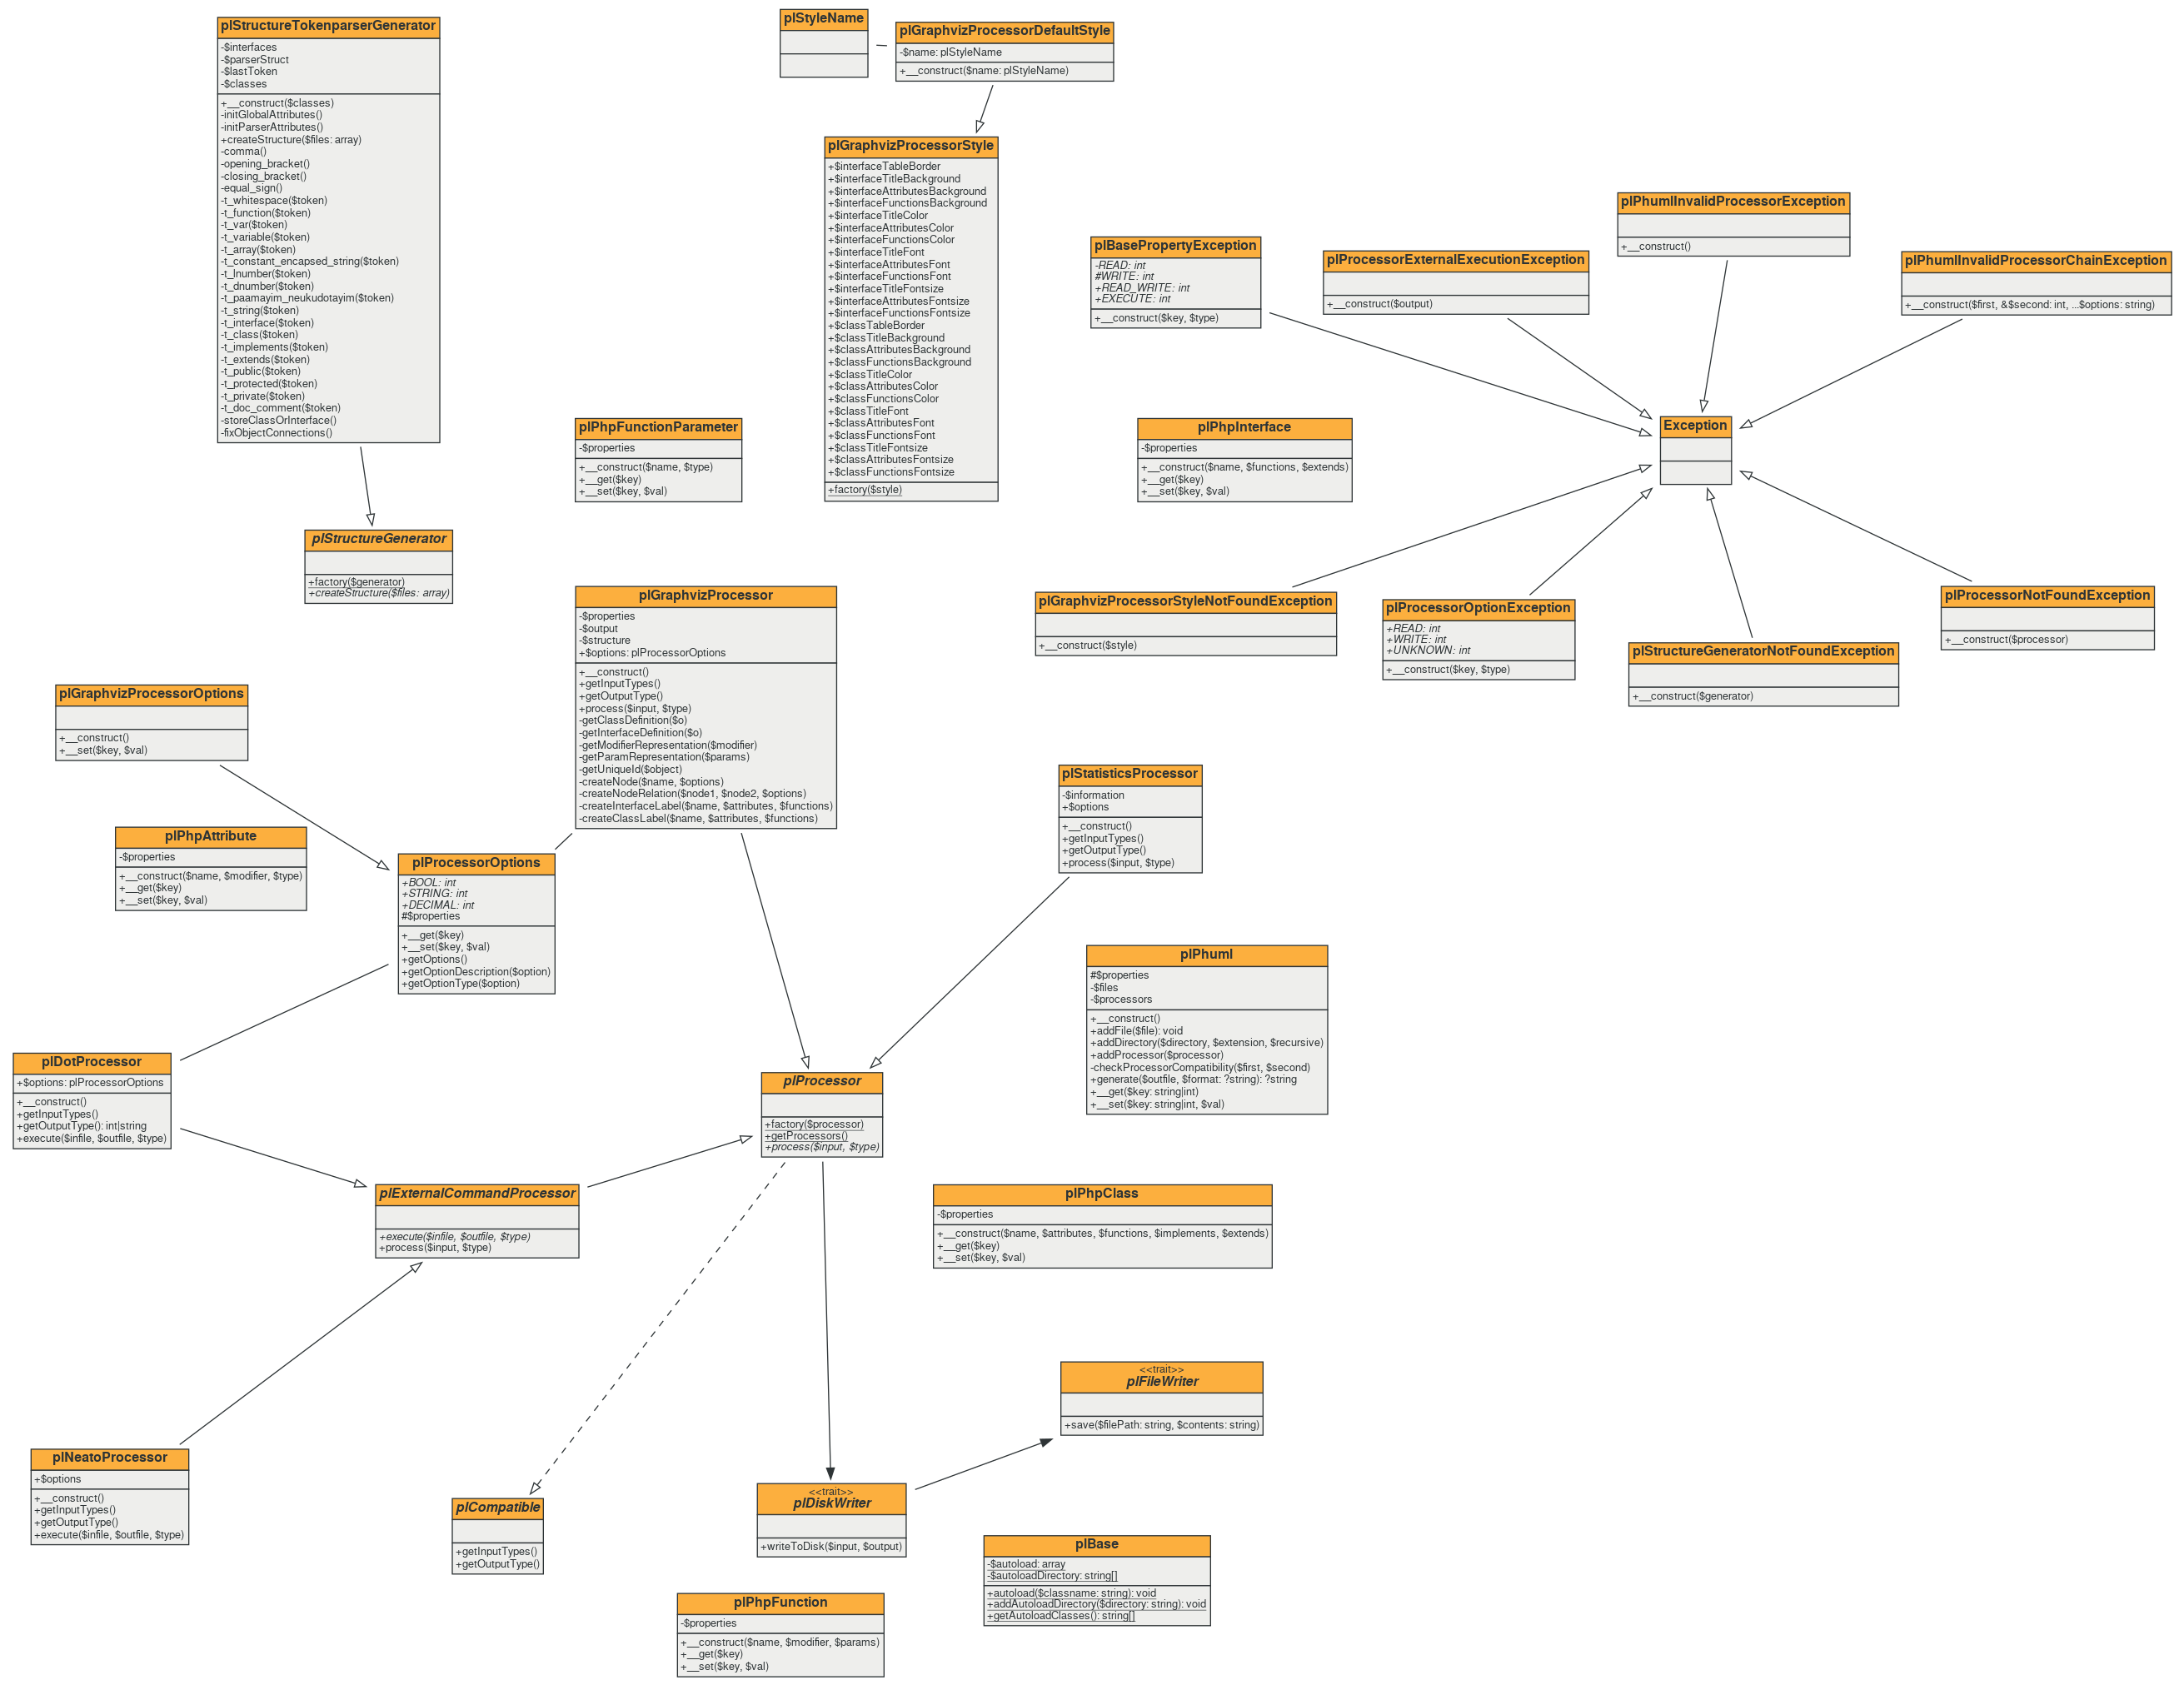 plStructureTokenparserGenerator
-$interfaces
-$parserStruct
-$lastToken
-$classes
+__construct($classes)
-initGlobalAttributes()
-initParserAttributes()
+createStructure($files: array)
-comma()
-opening_bracket()
-closing_bracket()
-equal_sign()
-t_whitespace($token)
-t_function($token)
-t_var($token)
-t_variable($token)
-t_array($token)
-t_constant_encapsed_string($token)
-t_lnumber($token)
-t_dnumber($token)
-t_paamayim_neukudotayim($token)
-t_string($token)
-t_interface($token)
-t_class($token)
-t_implements($token)
-t_extends($token)
-t_public($token)
-t_protected($token)
-t_private($token)
-t_doc_comment($token)
-storeClassOrInterface()
-fixObjectConnections()
plStyleName
plGraphvizProcessorDefaultStyle
-$name: plStyleName
+__construct($name: plStyleName)
plGraphvizProcessorStyle
+$interfaceTableBorder
+$interfaceTitleBackground
+$interfaceAttributesBackground
+$interfaceFunctionsBackground
+$interfaceTitleColor
+$interfaceAttributesColor
+$interfaceFunctionsColor
+$interfaceTitleFont
+$interfaceAttributesFont
+$interfaceFunctionsFont
+$interfaceTitleFontsize
+$interfaceAttributesFontsize
+$interfaceFunctionsFontsize
+$classTableBorder
+$classTitleBackground
+$classAttributesBackground
+$classFunctionsBackground
+$classTitleColor
+$classAttributesColor
+$classFunctionsColor
+$classTitleFont
+$classAttributesFont
+$classFunctionsFont
+$classTitleFontsize
+$classAttributesFontsize
+$classFunctionsFontsize
+factory($style)
plBasePropertyException
-READ: int
#WRITE: int
+READ_WRITE: int
+EXECUTE: int
+__construct($key, $type)
plProcessorExternalExecutionException
+__construct($output)
plPhumlInvalidProcessorException
+__construct()
plPhumlInvalidProcessorChainException
+__construct($first, &$second: int, ...$options: string)
plPhpFunctionParameter
-$properties
+__construct($name, $type)
+__get($key)
+__set($key, $val)
plPhpInterface
-$properties
+__construct($name, $functions, $extends)
+__get($key)
+__set($key, $val)
Exception
plStructureGenerator
+factory($generator)
+createStructure($files: array)
plGraphvizProcessor
-$properties
-$output
-$structure
+$options: plProcessorOptions
+__construct()
+getInputTypes()
+getOutputType()
+process($input, $type)
-getClassDefinition($o)
-getInterfaceDefinition($o)
-getModifierRepresentation($modifier)
-getParamRepresentation($params)
-getUniqueId($object)
-createNode($name, $options)
-createNodeRelation($node1, $node2, $options)
-createInterfaceLabel($name, $attributes, $functions)
-createClassLabel($name, $attributes, $functions)
plGraphvizProcessorStyleNotFoundException
+__construct($style)
plProcessorOptionException
+READ: int
+WRITE: int
+UNKNOWN: int
+__construct($key, $type)
plStructureGeneratorNotFoundException
+__construct($generator)
plProcessorNotFoundException
+__construct($processor)
plGraphvizProcessorOptions
+__construct()
+__set($key, $val)
plPhpAttribute
-$properties
+__construct($name, $modifier, $type)
+__get($key)
+__set($key, $val)
plProcessorOptions
+BOOL: int
+STRING: int
+DECIMAL: int
#$properties
+__get($key)
+__set($key, $val)
+getOptions()
+getOptionDescription($option)
+getOptionType($option)
plStatisticsProcessor
-$information
+$options
+__construct()
+getInputTypes()
+getOutputType()
+process($input, $type)
plPhuml
#$properties
-$files
-$processors
+__construct()
+addFile($file): void
+addDirectory($directory, $extension, $recursive)
+addProcessor($processor)
-checkProcessorCompatibility($first, $second)
+generate($outfile, $format: ?string): ?string
+__get($key: string|int)
+__set($key: string|int, $val)
plDotProcessor
+$options: plProcessorOptions
+__construct()
+getInputTypes()
+getOutputType(): int|string
+execute($infile, $outfile, $type)
plProcessor
+factory($processor)
+getProcessors()
+process($input, $type)
plExternalCommandProcessor
+execute($infile, $outfile, $type)
+process($input, $type)
plPhpClass
-$properties
+__construct($name, $attributes, $functions, $implements, $extends)
+__get($key)
+__set($key, $val)
<<trait>>
plFileWriter
+save($filePath: string, $contents: string)
plNeatoProcessor
+$options
+__construct()
+getInputTypes()
+getOutputType()
+execute($infile, $outfile, $type)
plCompatible
+getInputTypes()
+getOutputType()
<<trait>>
plDiskWriter
+writeToDisk($input, $output)
plBase
-$autoload: array
-$autoloadDirectory: string[]
+autoload($classname: string): void
+addAutoloadDirectory($directory: string): void
+getAutoloadClasses(): string[]
plPhpFunction
-$properties
+__construct($name, $modifier, $params)
+__get($key)
+__set($key, $val)